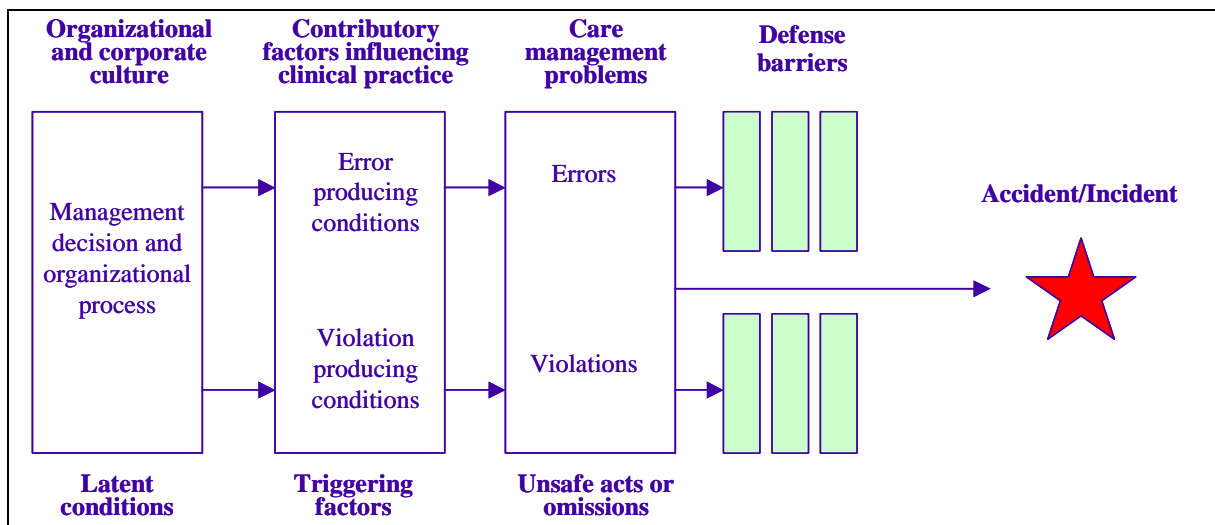 Organizational
and corporate
culture
Contributory
factors influencing
clinical practice
Care
management
problems
Defense
barriers
Management
decision and
organizational
process
Error
producing
conditions
Violation
producing
conditions
Errors
Violations
Accident/Incident
Latent
conditions
Triggering
factors
Unsafe acts or
omissions